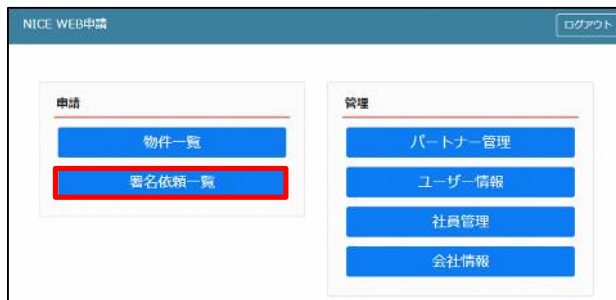 NICE WEB申請
ログアウト
申請
物件一覧
署名依頼一覧
管理
パートナー管理
ユーザー情報
社員管理
会社情報